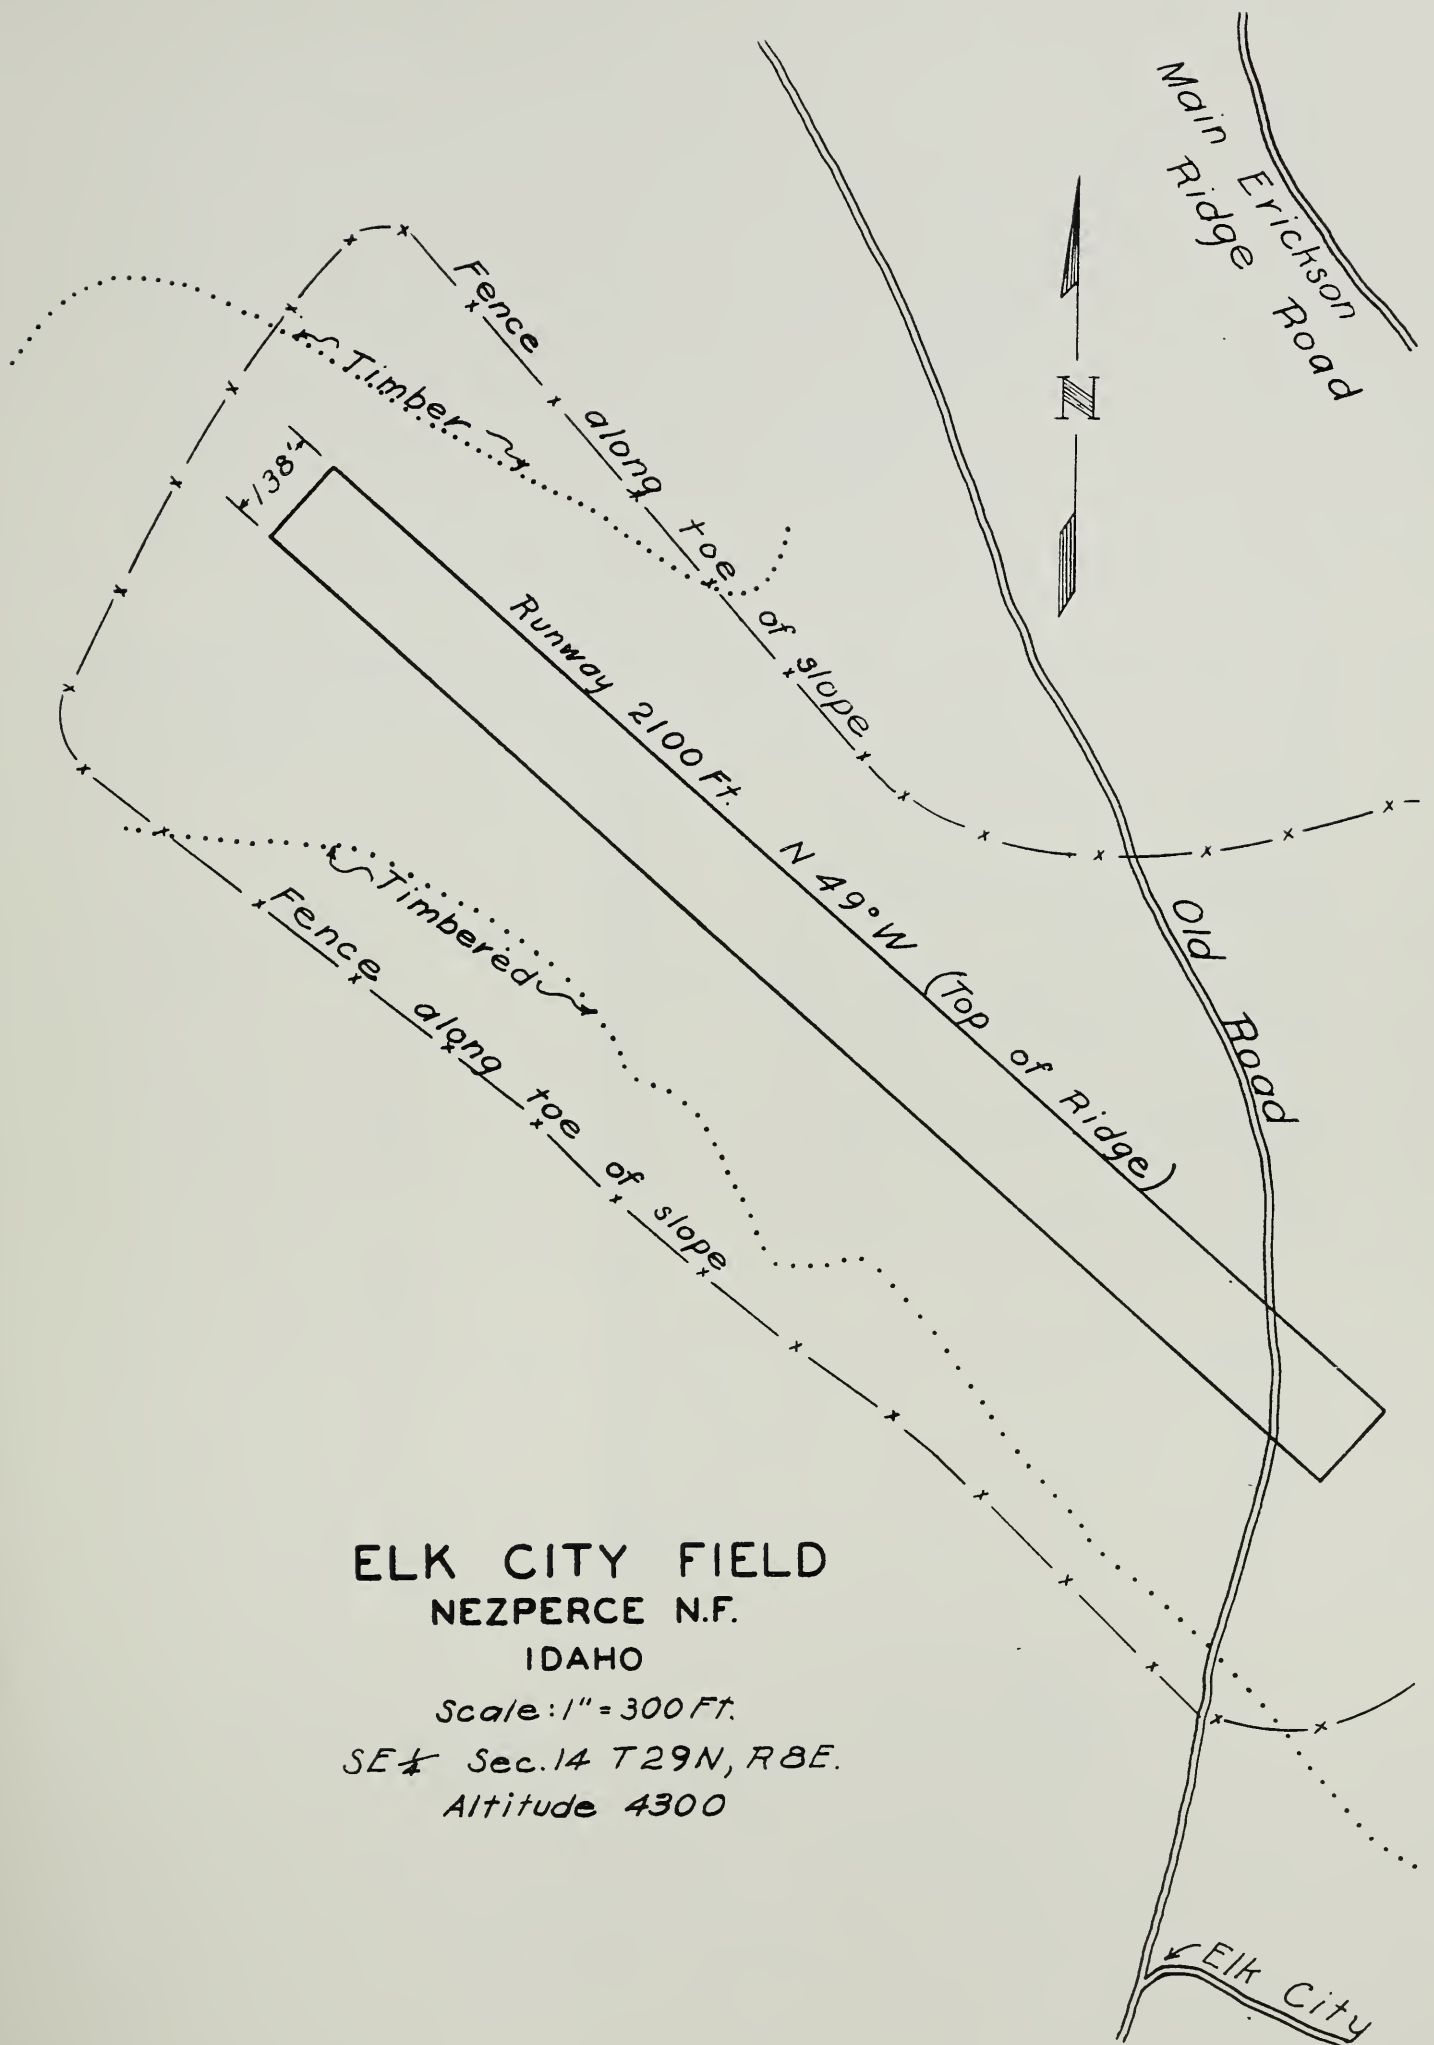 Main Erickson
Ridge Road
N
Fence along toe of slope
Timber
138'
Runway 2100 Ft. N 49° W (Top of Ridge)
Old Road
Timbered
Fence along toe of slope
ELK CITY FIELD
NEZPERCE N.F.
IDAHO
Scale: 1" = 300 Ft.
SE ¼ Sec. 14 T29N, R8E.
Altitude 4300
Elk City